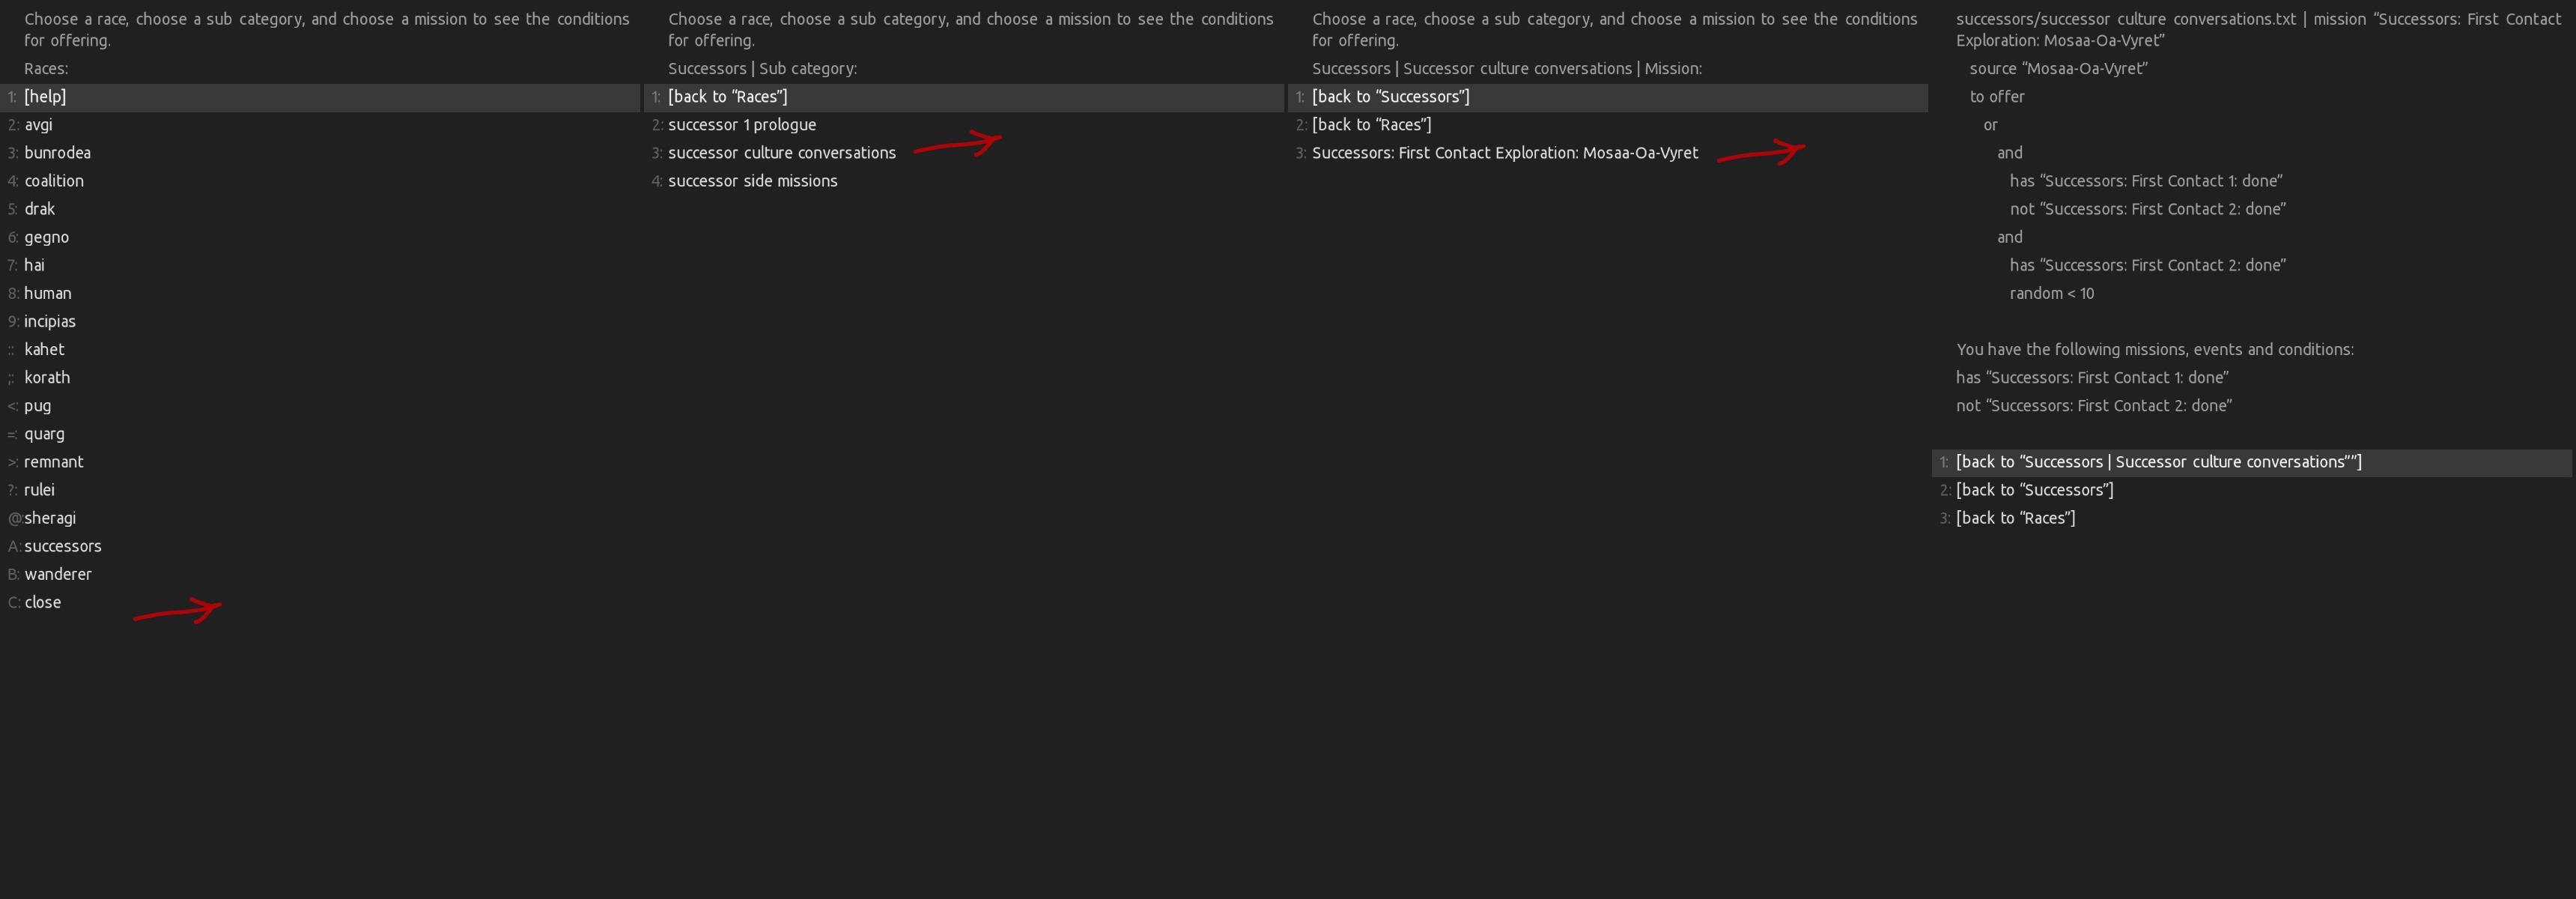 Choose a race, choose a sub category, and choose a mission to see the conditions
for offering.
Races:
1: [help]
2: avgi
3: bunrodea
4: coalition
5: drak
6: gegno
7: hai
8: human
9: incipias
:: kahet
;: korath
<: pug
=: quarg
>: remnant
?: rulei
@: sheragi
A: successors
B: wanderer
C: close
Choose a race, choose a sub category, and choose a mission to see the conditions
for offering.
Successors | Sub category:
1: [back to “Races”]
2: successor 1 prologue
3: successor culture conversations
4: successor side missions
Choose a race, choose a sub category, and choose a mission to see the conditions
for offering.
Successors | Successor culture conversations | Mission:
1: [back to “Successors”]
2: [back to “Races”]
3: Successors: First Contact Exploration: Mosaa-Oa-Vyret
successors/successor culture conversations.txt | mission “Successors: First Contact
Exploration: Mosaa-Oa-Vyret”
source “Mosaa-Oa-Vyret”
to offer
or
and
has “Successors: First Contact 1: done”
not “Successors: First Contact 2: done”
and
has “Successors: First Contact 2: done”
random < 10
You have the following missions, events and conditions:
has “Successors: First Contact 1: done”
not “Successors: First Contact 2: done”
1: [back to “Successors | Successor culture conversations””]
2: [back to “Successors”]
3: [back to “Races”]